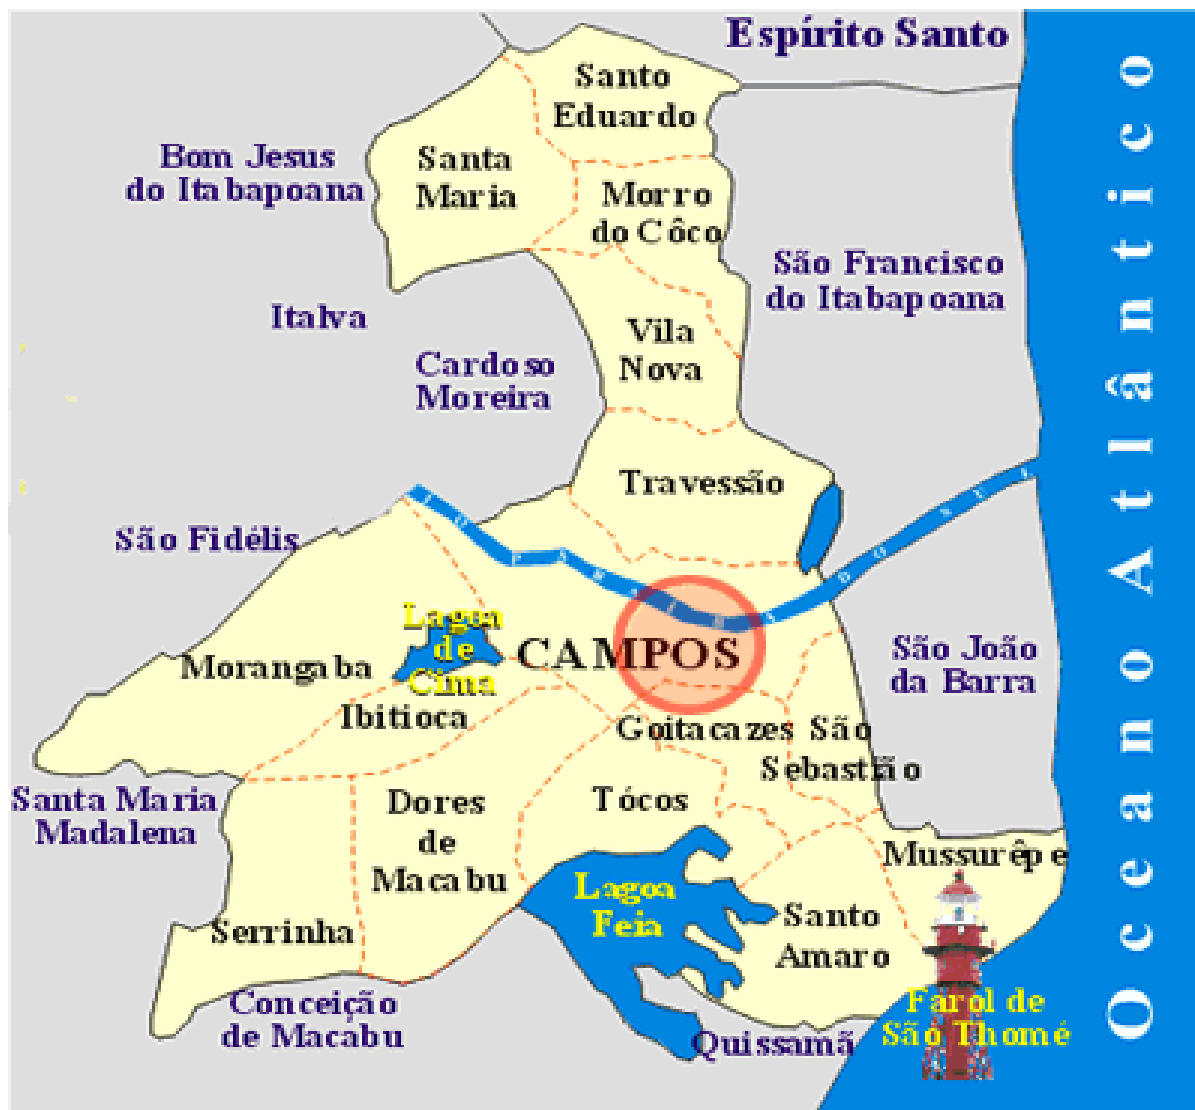 Espírito Santo
Santo
Eduardo
Bom Jesus
do Itabapoana
Santa
Maria
Morro
do Côco
São Francisco
do Itabapoana
Italva
Vila
Nova
Cardoso
Moreira
Travessão
São Fidélis
Lagoa
de
Cima
CAMPOS
Morangaba
São João
da Barra
Ibitioca
Goitacazes
São
Sebastião
Santa Maria
Madalena
Dores
de
Macabu
Tócos
Mussurêpe
Lagoa
Feia
Santo
Amaro
Serrinha
Conceição
de Macabu
Quissamã
Farol de
São Thomé
Oceano Atlântico